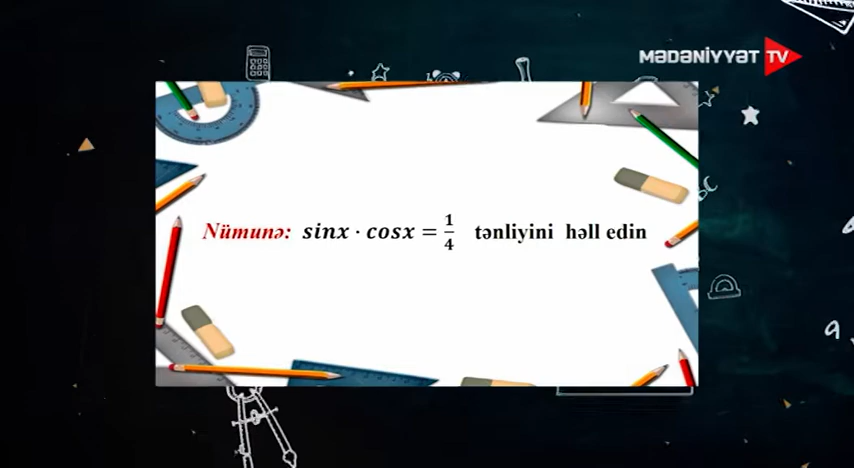 MƏDƏNİYYƏT TV
Nümunə: sinx · cosx = 1/4 tənliyini həll edin